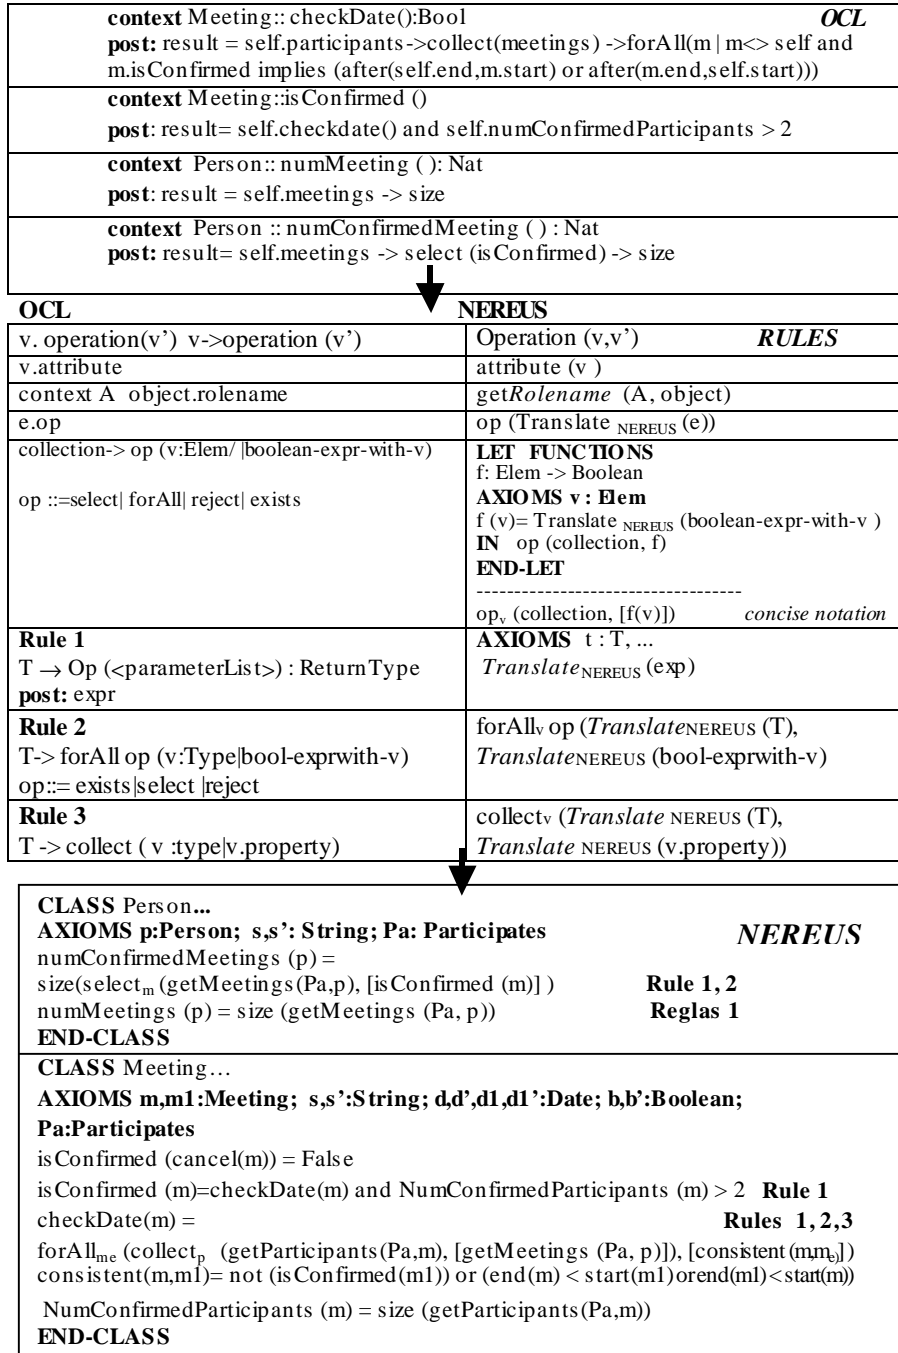 context Meeting:: checkDate():Bool OCL
post: result = self.participants->collect(meetings) ->forAll(m | m<> self and
m.isConfirmed implies (after(self.end,m.start) or after(m.end,self.start)))
context Meeting::isConfirmed ()
post: result= self.checkdate() and self.numConfirmedParticipants > 2
context Person:: numMeeting ( ): Nat
post: result = self.meetings -> size
context Person :: numConfirmedMeeting ( ) : Nat
post: result= self.meetings -> select (isConfirmed) -> size
OCL NEREUS
v. operation(v’) v->operation (v’) Operation (v,v’) RULES
v.attribute attribute (v )
context A object.rolename getRolename (A, object)
e.op op (Translate NEREUS (e))
collection-> op (v:Elem/ |boolean-expr-with-v) LET FUNCTIONS
f: Elem -> Boolean
op ::=select| forAll| reject| exists AXIOMS v : Elem
f (v)= Translate NEREUS (boolean-expr-with-v )
IN op (collection, f)
END-LET
-----------------------------------
opv (collection, [f(v)]) concise notation
Rule 1 AXIOMS t : T, ...
T → Op (<parameterList>) : ReturnType TranslateNEREUS (exp)
post: expr
Rule 2 forAllv op (TranslateNEREUS (T),
T-> forAll op (v:Type|bool-exprwith-v) TranslateNEREUS (bool-exprwith-v)
op::= exists|select |reject
Rule 3 collectv (Translate NEREUS (T),
T -> collect ( v :type|v.property) Translate NEREUS (v.property))
CLASS Person...
AXIOMS p:Person; s,s’: String; Pa: Participates NEREUS
numConfirmedMeetings (p) =
size(selectm (getMeetings(Pa,p), [isConfirmed (m)] ) Rule 1, 2
numMeetings (p) = size (getMeetings (Pa, p)) Reglas 1
END-CLASS
CLASS Meeting…
AXIOMS m,m1:Meeting; s,s’:String; d,d’,d1,d1’:Date; b,b’:Boolean;
Pa:Participates
isConfirmed (cancel(m)) = False
isConfirmed (m)=checkDate(m) and NumConfirmedParticipants (m) > 2 Rule 1
checkDate(m) = Rules 1,2,3
forAllme (collectp (getParticipants(Pa,m), [getMeetings (Pa, p)]), [consistent(m,me)])
consistent(m,m1)= not (isConfirmed(m1)) or (end(m) < start(m1)orend(m1)<start(m))
NumConfirmedParticipants (m) = size (getParticipants(Pa,m))
END-CLASS